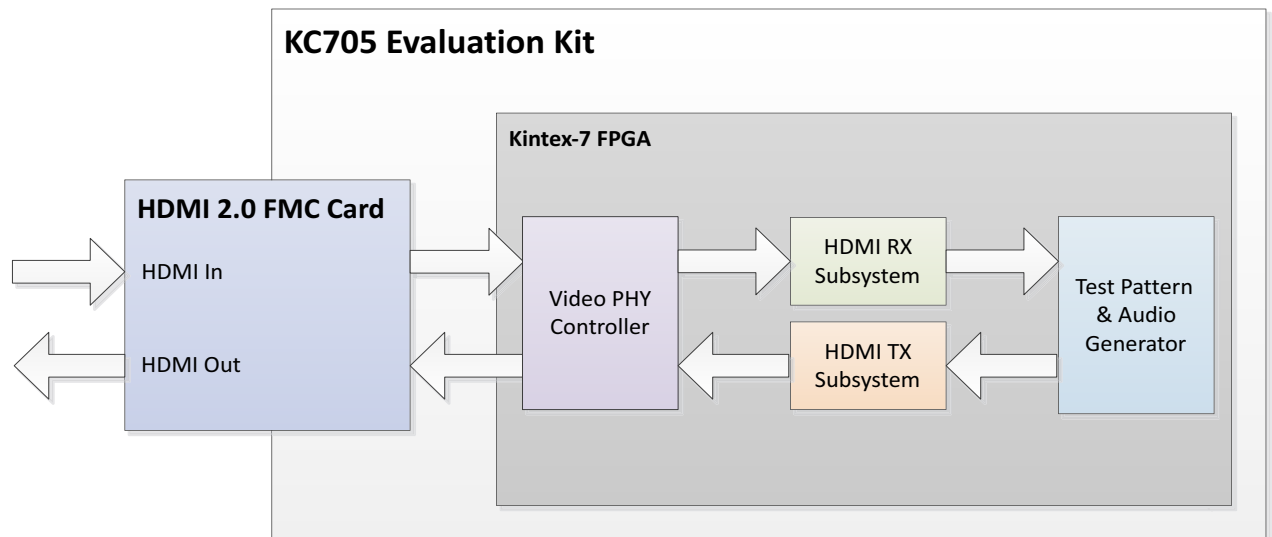 KC705 Evaluation Kit
Kintex-7 FPGA
HDMI 2.0 FMC Card
HDMI In
HDMI Out
Video PHY
Controller
HDMI RX
Subsystem
HDMI TX
Subsystem
Test Pattern
& Audio
Generator